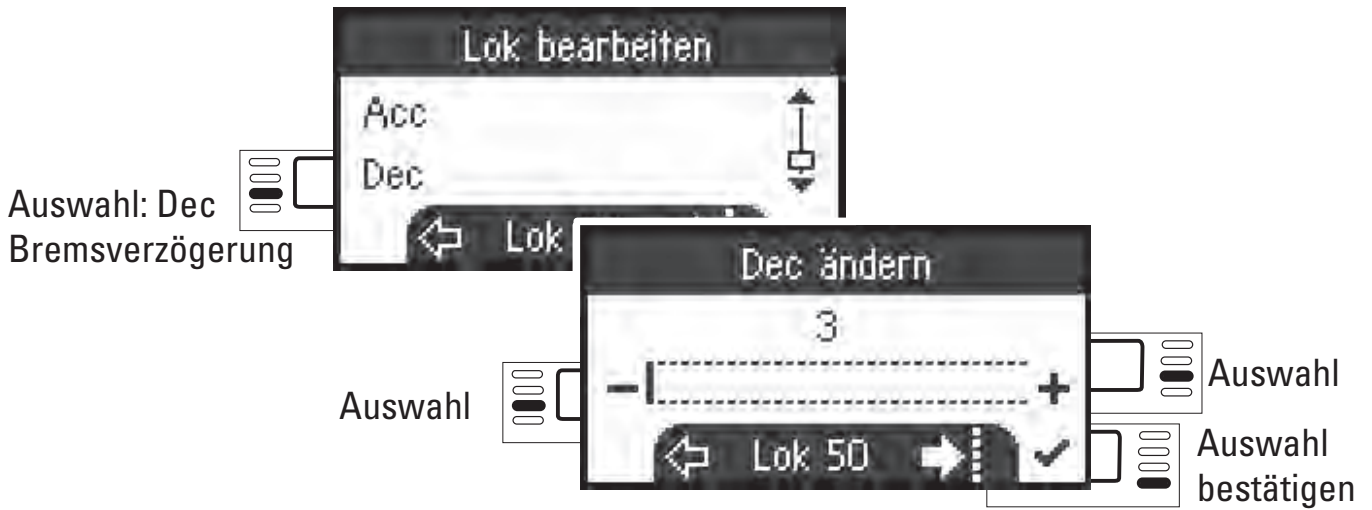 Lok bearbeiten
Acc
Dec
Auswahl: Dec
Bremsverzögerung
Lok
Dec ändern
3
Auswahl
– +
Auswahl
Lok 50
Auswahl
bestätigen